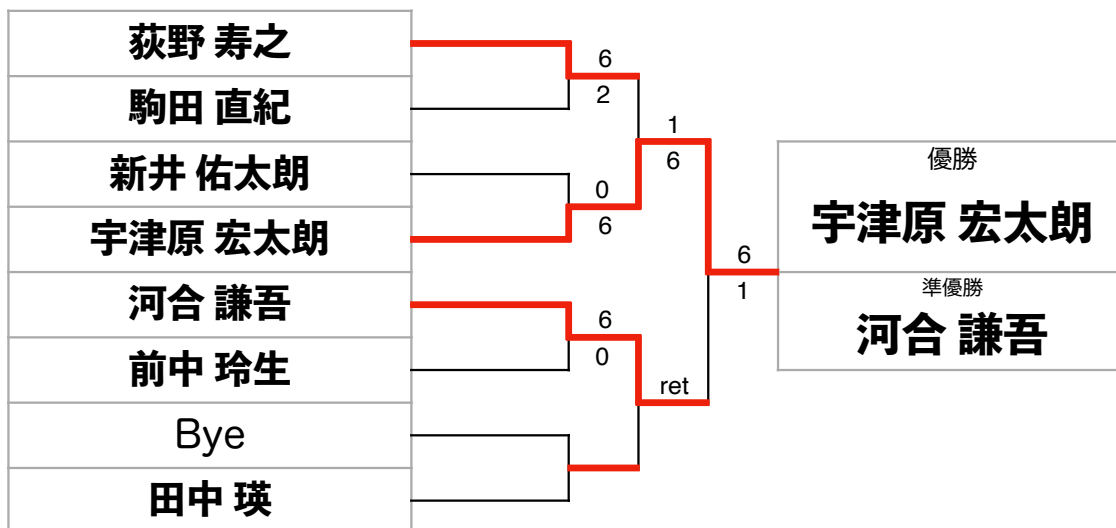 荻野 寿之
駒田 直紀
新井 佑太朗
宇津原 宏太朗
河合 謙吾
前中 玲生
Bye
田中 瑛
6
2
0
6
6
0
1
6
ret
6
1
優勝
宇津原 宏太朗
準優勝
河合 謙吾